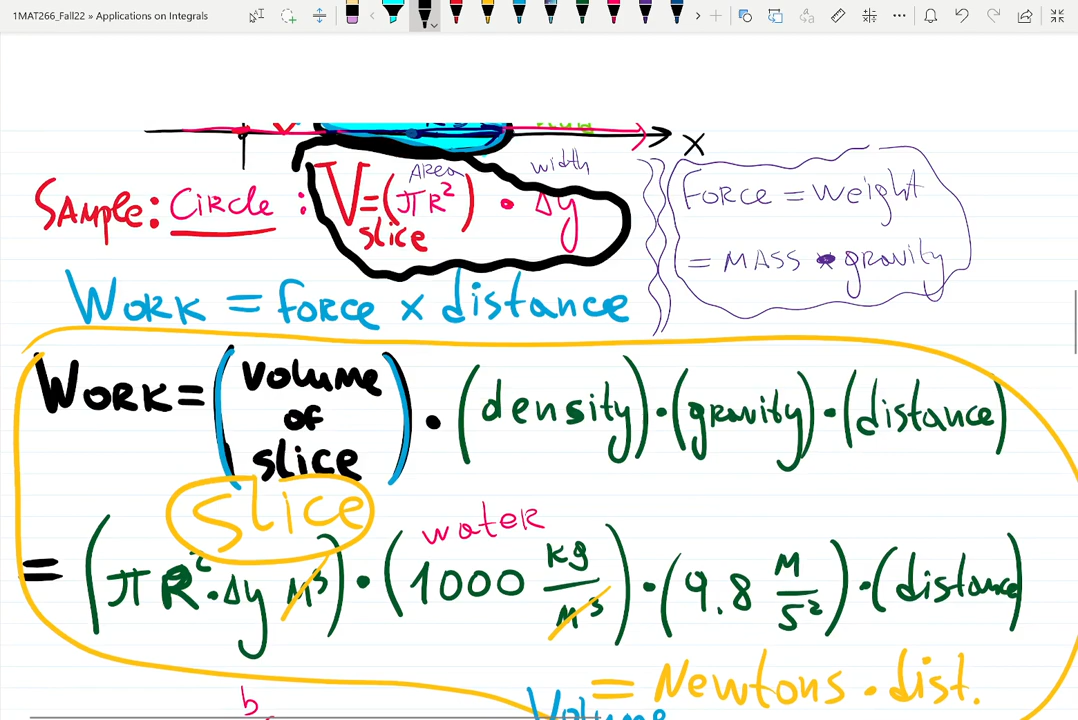 1MAT266_Fall22 » Applications on Integrals
X
Area width
SAMPLE: Circle : V slice = (πR²) • Δy
Force = weight
= MASS • gravity
WORK = force x distance
WORK = (volume of slice) • (density) • (gravity) • (distance)
slice
water
= (πR² • Δy M³) • (1000 kg/M³) • (9.8 M/s²) • (distance)
= Newtons • dist.
b
Volume